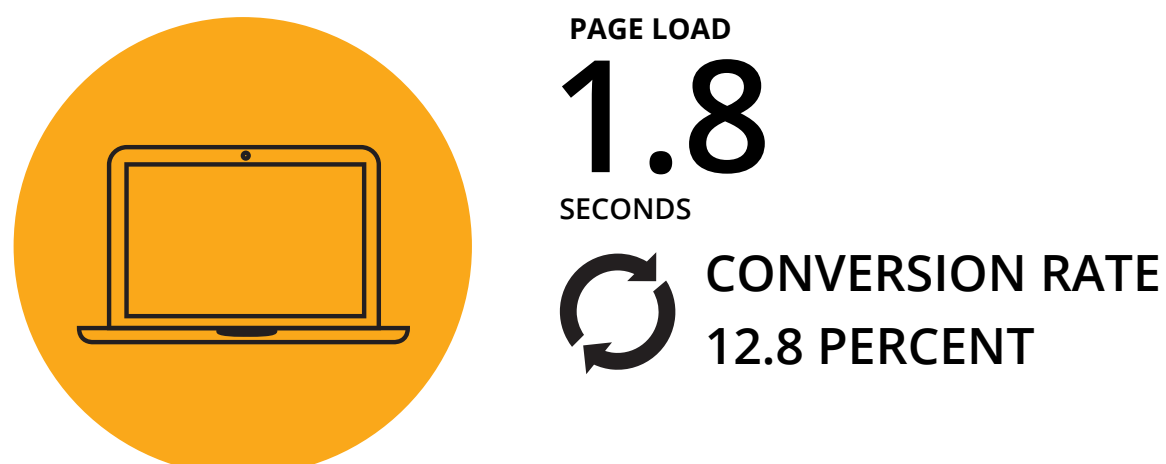 PAGE LOAD
1.8
SECONDS
CONVERSION RATE
12.8 PERCENT